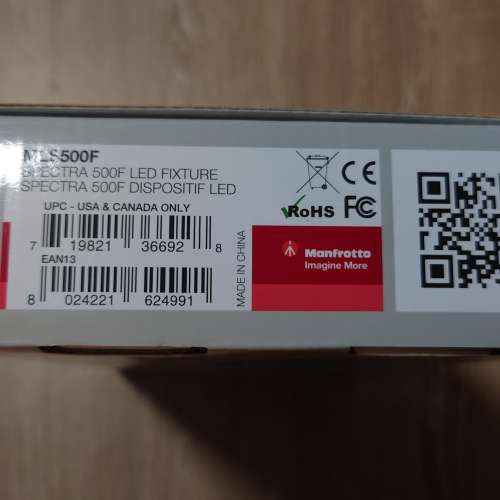 MLS500F
SPECTRA 500F LED FIXTURE
SPECTRA 500F DISPOSITIF LED
UPC - USA & CANADA ONLY
7 19821 36692 8
EAN13
8 024221 624991
MADE IN CHINA
CE
RoHS FC
Manfrotto
Imagine More